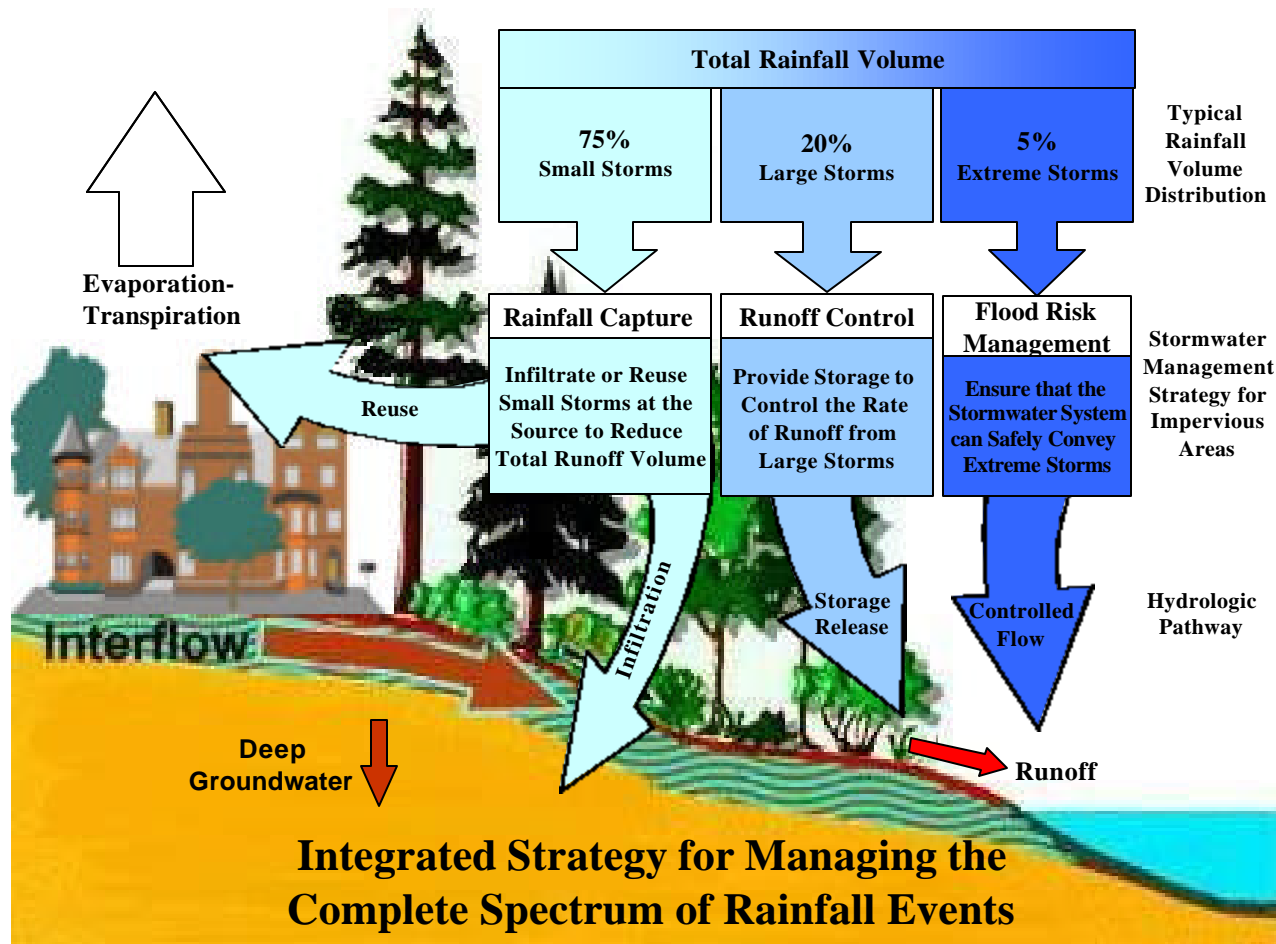 Total Rainfall Volume
75%
Small Storms
20%
Large Storms
5%
Extreme Storms
Typical
Rainfall
Volume
Distribution
Evaporation-
Transpiration
Rainfall Capture
Infiltrate or Reuse
Small Storms at the
Source to Reduce
Total Runoff Volume
Runoff Control
Provide Storage to
Control the Rate
of Runoff from
Large Storms
Flood Risk
Management
Ensure that the
Stormwater System
can Safely Convey
Extreme Storms
Stormwater
Management
Strategy for
Impervious
Areas
Reuse
Infiltration
Storage
Release
Controlled
Flow
Hydrologic
Pathway
Interflow
Deep
Groundwater
Runoff
Integrated Strategy for Managing the
Complete Spectrum of Rainfall Events